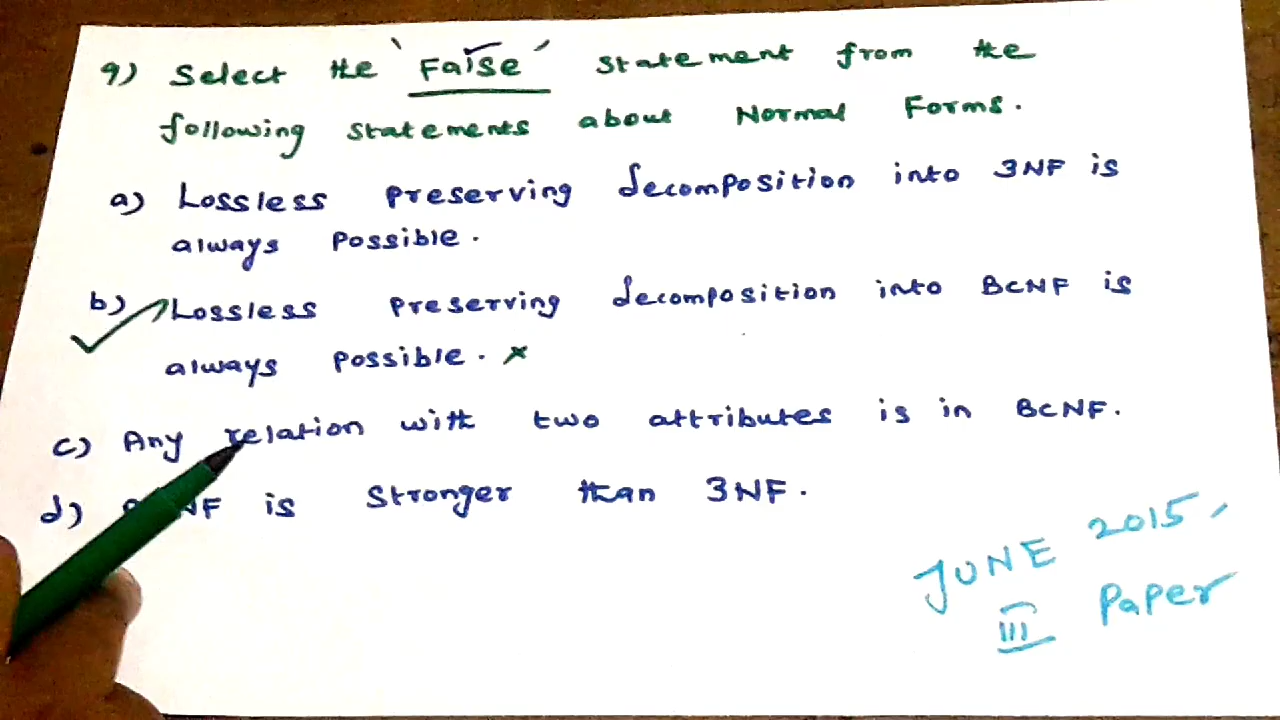 9) Select the 'False' statement from the
following statements about Normal Forms.
a) Lossless preserving decomposition into 3NF is
always possible.
b) Lossless preserving decomposition into BCNF is
always possible. x
c) Any relation with two attributes is in BCNF.
d) is stronger than 3NF.
JUNE 2015,
III Paper